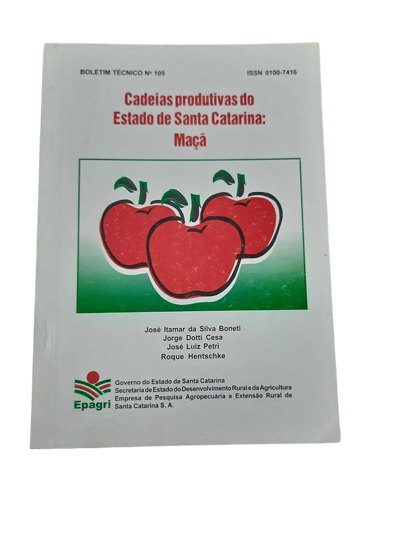 BOLETIM TÉCNICO Nº 105 ISSN 0100-7416
Cadeias produtivas do
Estado de Santa Catarina:
Maçã
José Itamar da Silva Boneti
Jorge Dotti Cesa
José Luiz Petri
Roque Hentschke
Epagri
Governo do Estado de Santa Catarina
Secretaria de Estado do Desenvolvimento Rural e da Agricultura
Empresa de Pesquisa Agropecuária e Extensão Rural de
Santa Catarina S. A.